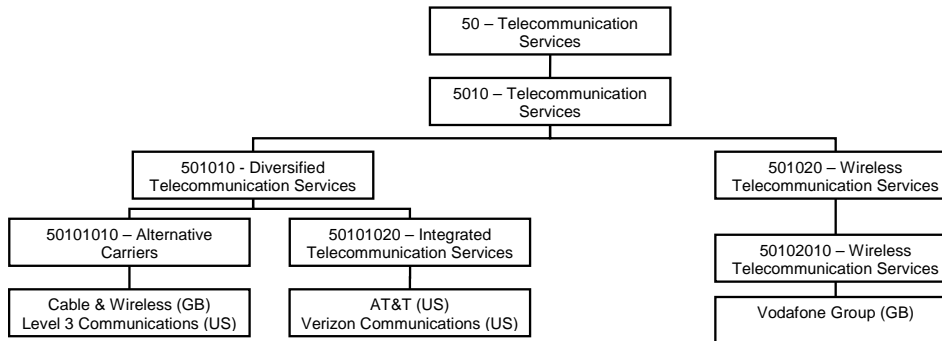 50 – Telecommunication
Services
5010 – Telecommunication
Services
501010 - Diversified
Telecommunication Services
501020 – Wireless
Telecommunication Services
50101010 – Alternative
Carriers
50101020 – Integrated
Telecommunication Services
50102010 – Wireless
Telecommunication Services
Cable & Wireless (GB)
Level 3 Communications (US)
AT&T (US)
Verizon Communications (US)
Vodafone Group (GB)